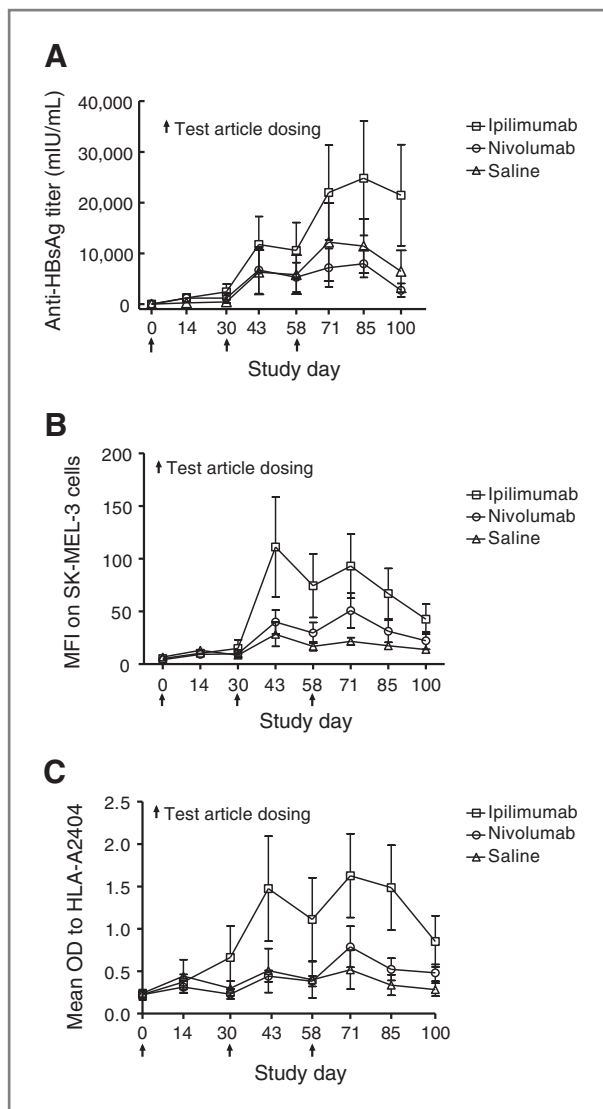 A
40,000
30,000
20,000
10,000
0
Anti-HBsAg titer (mIU/mL)
Test article dosing
Ipilimumab
Nivolumab
Saline
0 14 30 43 58 71 85 100
Study day
B
200
150
100
50
0
MFI on SK-MEL-3 cells
Test article dosing
Ipilimumab
Nivolumab
Saline
0 14 30 43 58 71 85 100
Study day
C
2.5
2.0
1.5
1.0
0.5
0.0
Mean OD to HLA-A2404
Test article dosing
Ipilimumab
Nivolumab
Saline
0 14 30 43 58 71 85 100
Study day